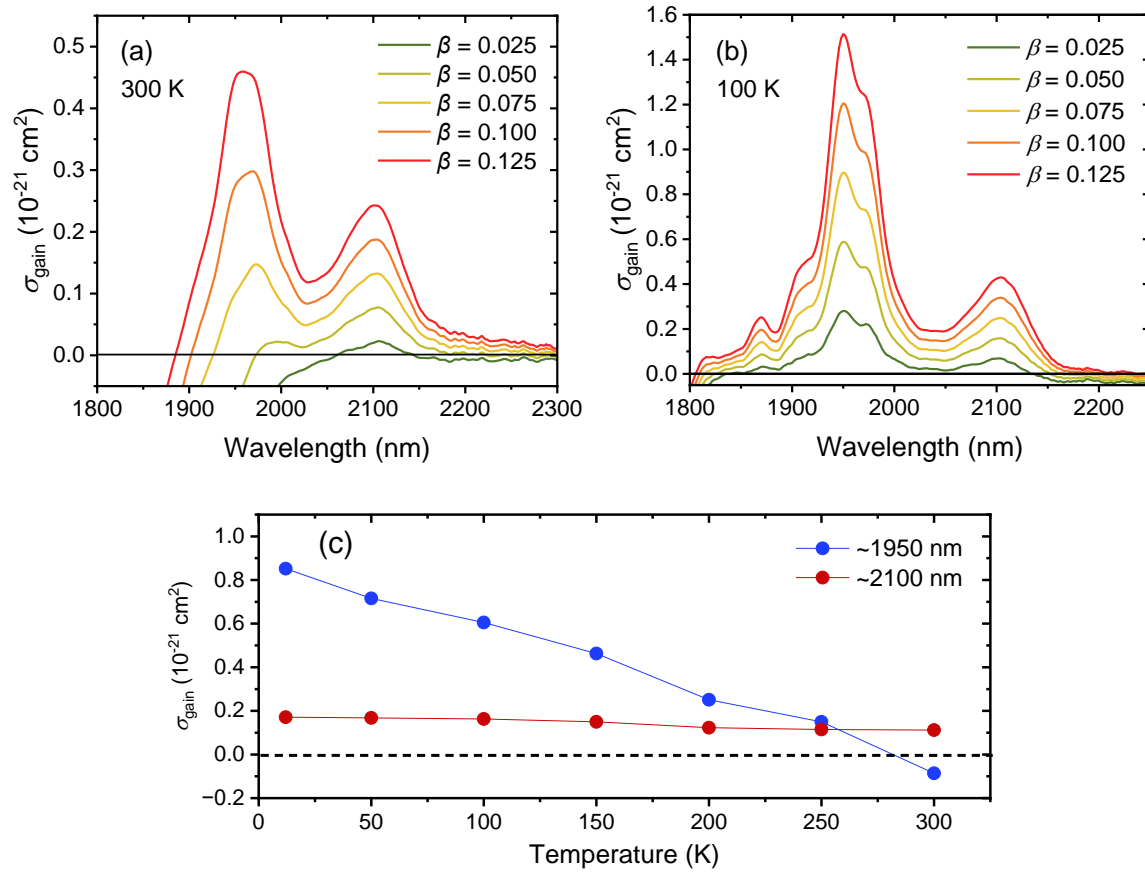 (a)
300 K
β = 0.025
β = 0.050
β = 0.075
β = 0.100
β = 0.125
0.5
0.4
0.3
0.2
0.1
0.0
σgain (10⁻²¹ cm²)
1800 1900 2000 2100 2200 2300
Wavelength (nm)
(b)
100 K
β = 0.025
β = 0.050
β = 0.075
β = 0.100
β = 0.125
1.6
1.4
1.2
1.0
0.8
0.6
0.4
0.2
0.0
σgain (10⁻²¹ cm²)
1800 1900 2000 2100 2200
Wavelength (nm)
(c)
~1950 nm
~2100 nm
1.0
0.8
0.6
0.4
0.2
0.0
−0.2
σgain (10⁻²¹ cm²)
0 50 100 150 200 250 300
Temperature (K)